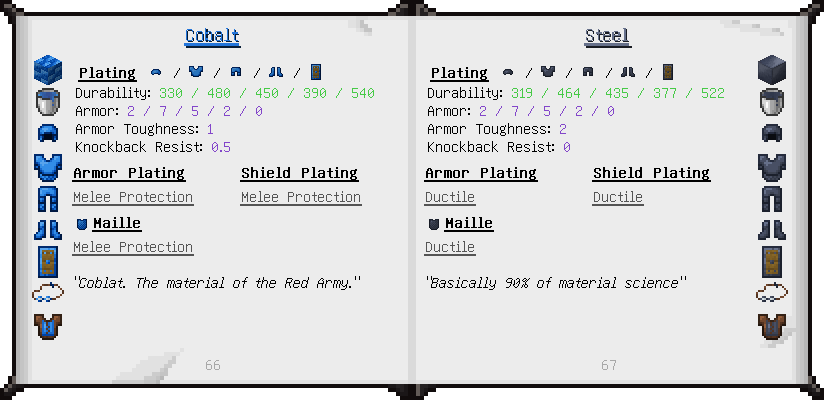 Cobalt
Plating / / / /
Durability: 330 / 480 / 450 / 390 / 540
Armor: 2 / 7 / 5 / 2 / 0
Armor Toughness: 1
Knockback Resist: 0.5
Armor Plating Shield Plating
Melee Protection Melee Protection
Maille
Melee Protection
"Coblat. The material of the Red Army."
66
Steel
Plating / / / /
Durability: 319 / 464 / 435 / 377 / 522
Armor: 2 / 7 / 5 / 2 / 0
Armor Toughness: 2
Knockback Resist: 0
Armor Plating Shield Plating
Ductile Ductile
Maille
Ductile
"Basically 90% of material science"
67